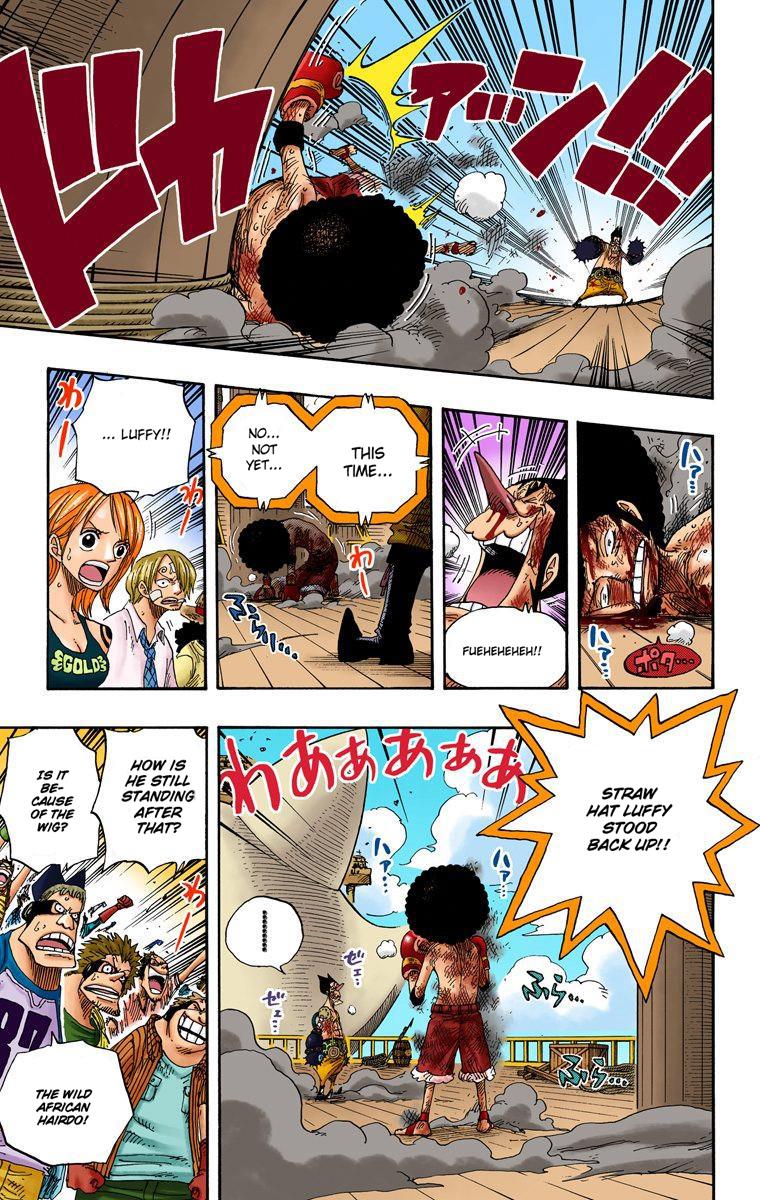 ドカアッン!!!
ハァ...
ハァ...
ポタ...
FUEHEHEHEH!!
THIS
TIME...
NO...
NOT
YET...
わー
... LUFFY!!
わー
わー
GOLD
STRAW
HAT LUFFY
STOOD
BACK UP!!
わあああああ
ハァ...
ハァ...
ゼェ...
ゼェ...
ふら...
ふら...
HOW IS
HE STILL
STANDING
AFTER
THAT?
IS IT
BE-
CAUSE
OF THE
WIG?
わー
THE WILD
AFRICAN
HAIRDO!